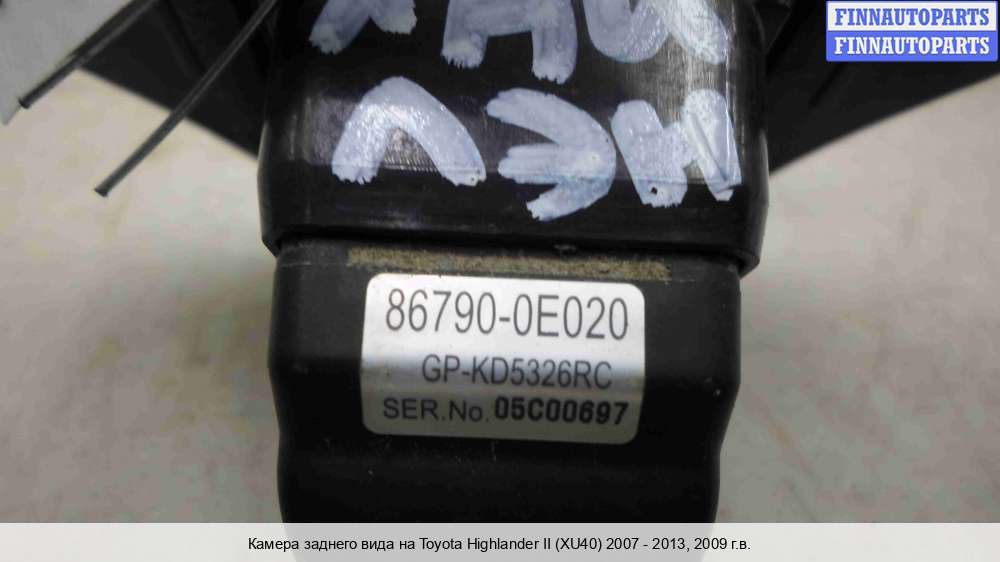 FINNAUTOPARTS
FINNAUTOPARTS
86790-0E020
GP-KD5326RC
SER.No. 05C00697
Камера заднего вида на Toyota Highlander II (XU40) 2007 - 2013, 2009 г.в.